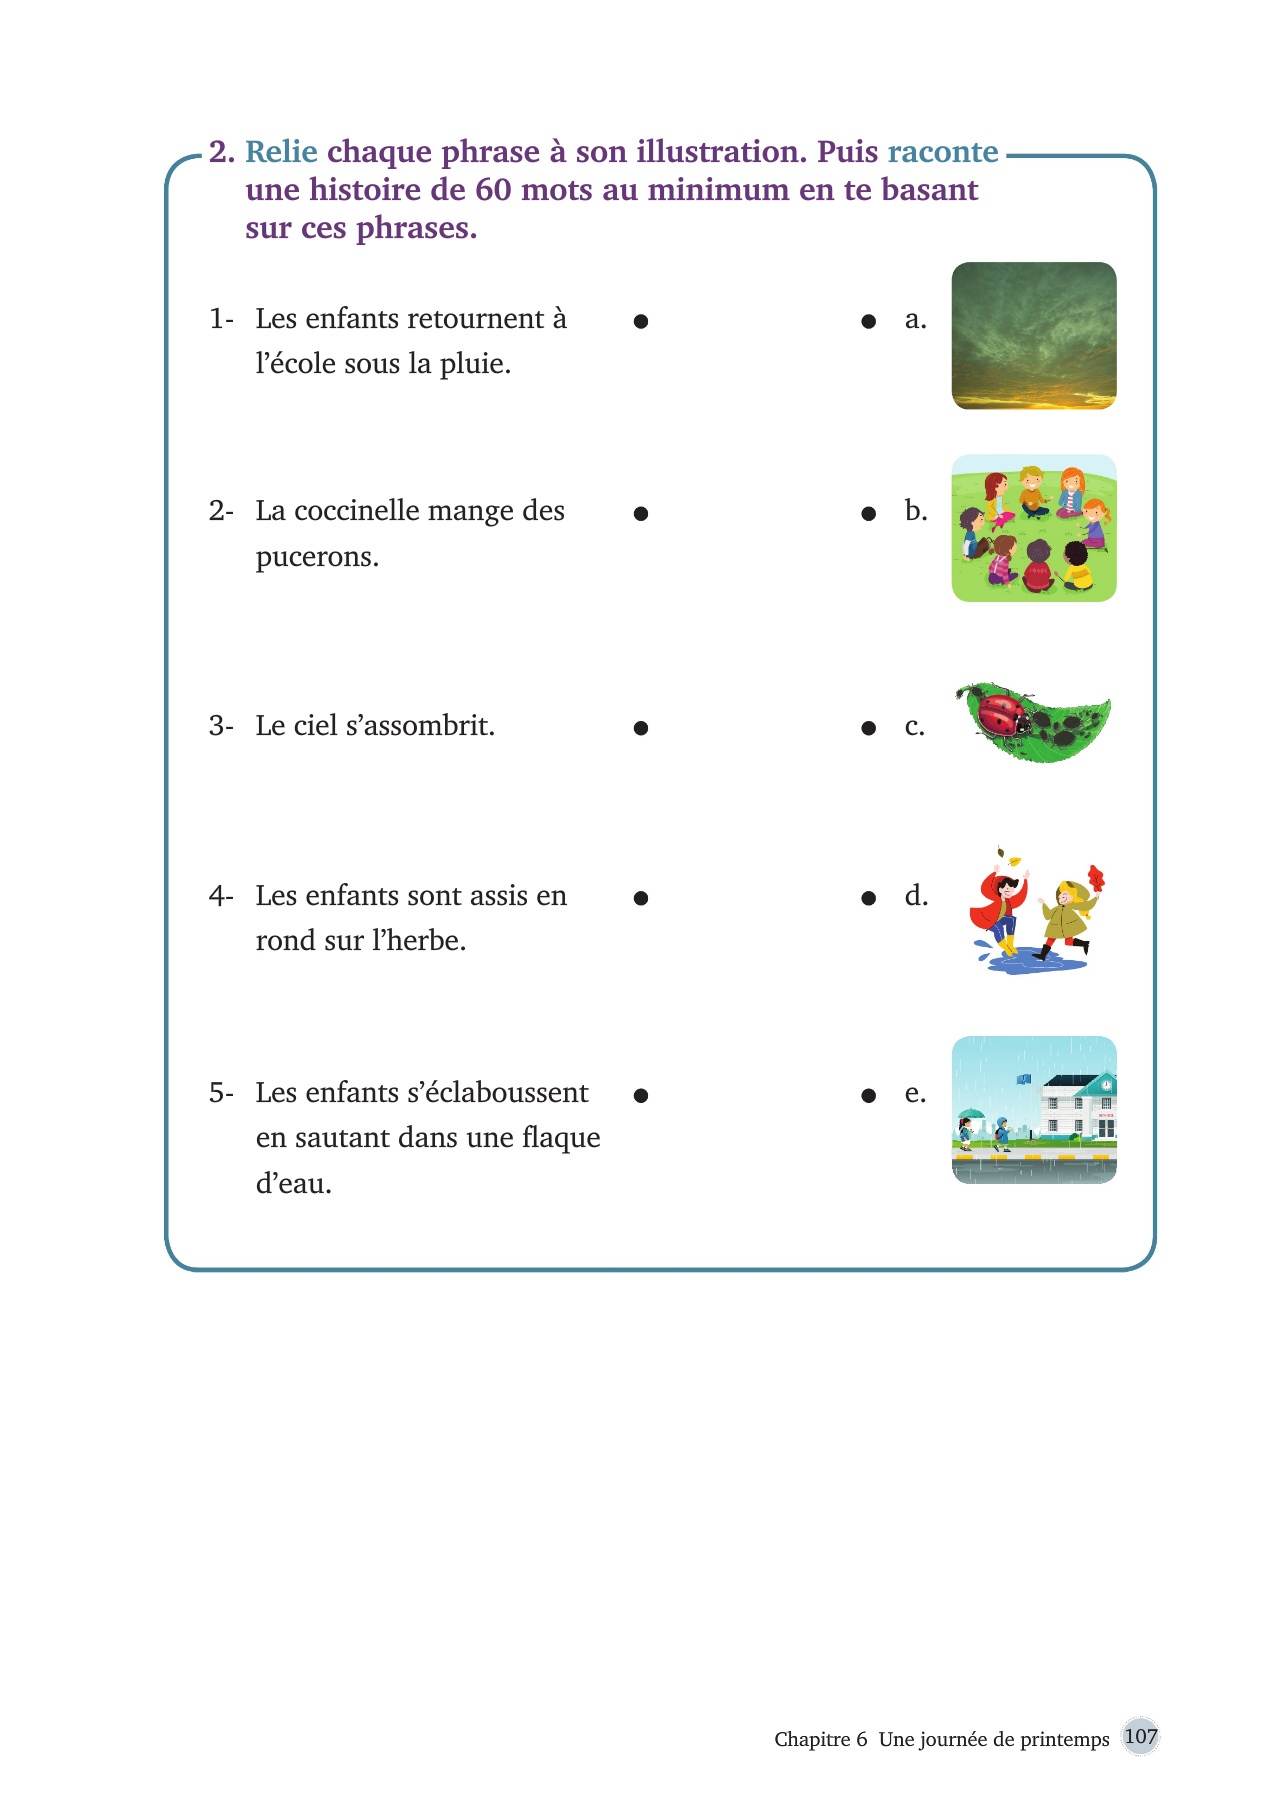 2. Relie chaque phrase à son illustration. Puis raconte
une histoire de 60 mots au minimum en te basant
sur ces phrases.
1- Les enfants retournent à
l’école sous la pluie.
a.
2- La coccinelle mange des
pucerons.
b.
3- Le ciel s’assombrit.
c.
4- Les enfants sont assis en
rond sur l’herbe.
d.
5- Les enfants s’éclaboussent
en sautant dans une flaque
d’eau.
e.
Chapitre 6 Une journée de printemps 107